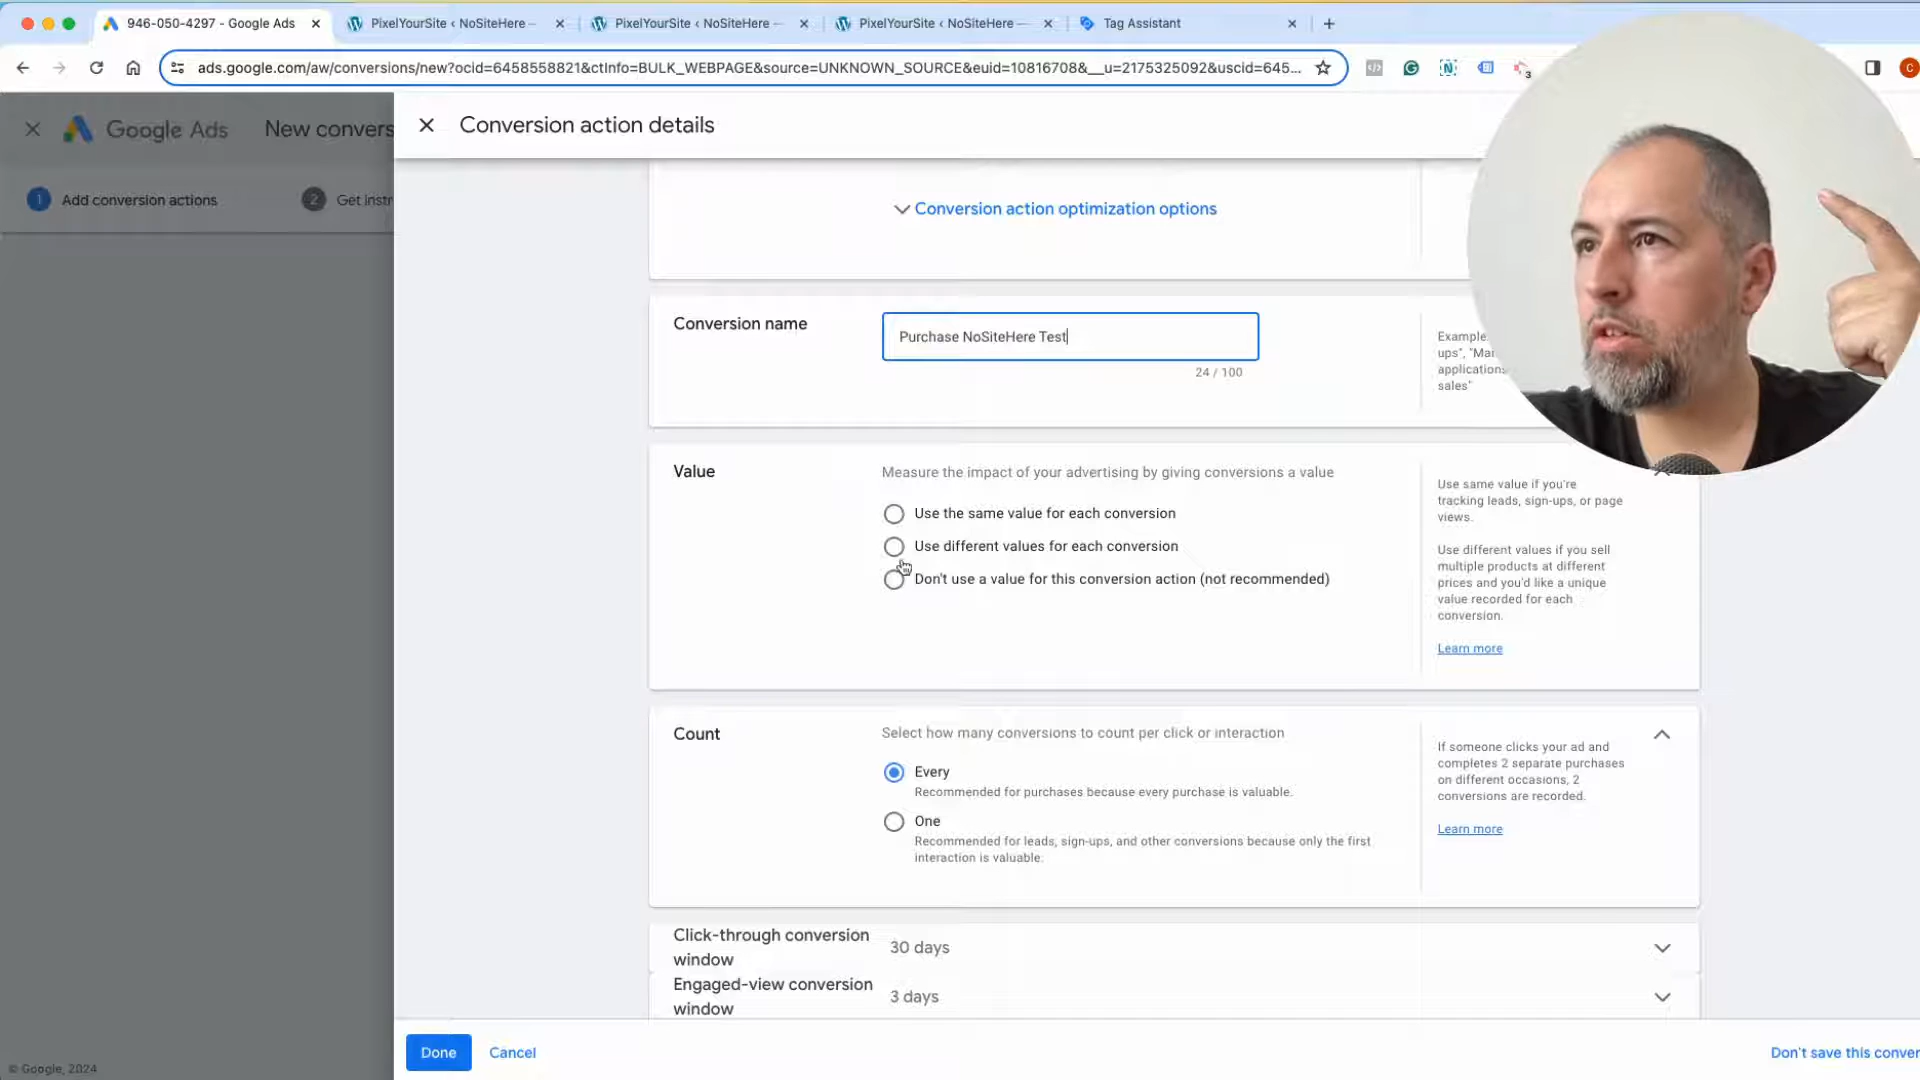 946-050-4297 - Google Ads
PixelYourSite ‹ NoSiteHere —
PixelYourSite ‹ NoSiteHere —
PixelYourSite ‹ NoSiteHere —
Tag Assistant
ads.google.com/aw/conversions/new?ocid=6458558821&ctInfo=BULK_WEBPAGE&source=UNKNOWN_SOURCE&euid=10816708&__u=2175325092&uscid=645...
3
C
Google Ads
New convers
Conversion action details
1
Add conversion actions
2
Get instr
Conversion action optimization options
Conversion name
Purchase NoSiteHere Test
24 / 100
Example:
ups", "Mai
applications
sales"
Value
Measure the impact of your advertising by giving conversions a value
Use the same value for each conversion
Use different values for each conversion
Don't use a value for this conversion action (not recommended)
Use same value if you're
tracking leads, sign-ups, or page
views.
Use different values if you sell
multiple products at different
prices and you'd like a unique
value recorded for each
conversion.
Learn more
Count
Select how many conversions to count per click or interaction
Every
Recommended for purchases because every purchase is valuable.
One
Recommended for leads, sign-ups, and other conversions because only the first
interaction is valuable.
If someone clicks your ad and
completes 2 separate purchases
on different occasions, 2
conversions are recorded.
Learn more
Click-through conversion
window
30 days
Engaged-view conversion
window
3 days
Done
Cancel
Don't save this conver
© Google, 2024